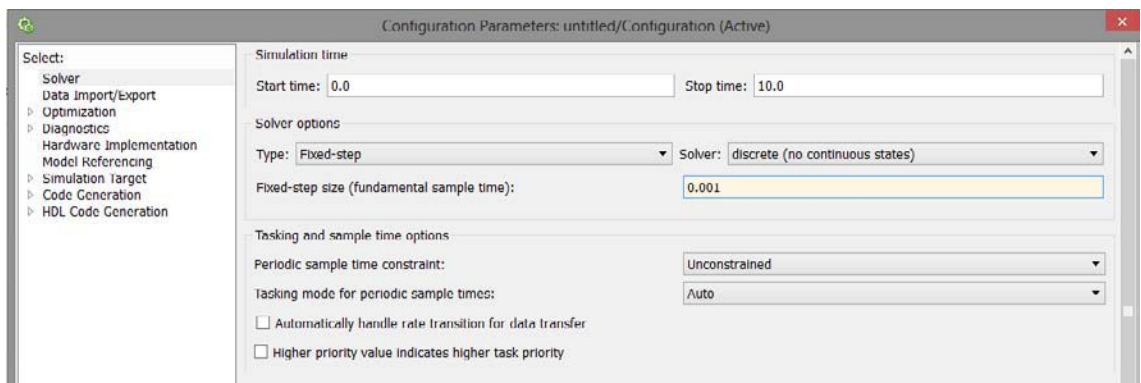 Configuration Parameters: untitled/Configuration (Active)
Select:
Solver
Data Import/Export
Optimization
Diagnostics
Hardware Implementation
Model Referencing
Simulation Target
Code Generation
HDL Code Generation
Simulation time
Start time: 0.0 Stop time: 10.0
Solver options
Type: Fixed-step Solver: discrete (no continuous states)
Fixed-step size (fundamental sample time): 0.001
Tasking and sample time options
Periodic sample time constraint: Unconstrained
Tasking mode for periodic sample times: Auto
Automatically handle rate transition for data transfer
Higher priority value indicates higher task priority